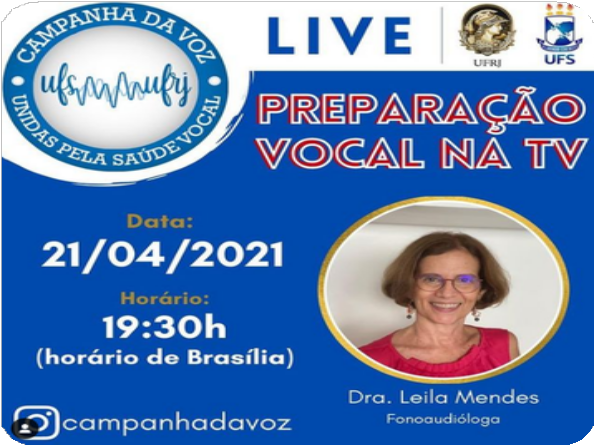 CAMPANHA DA VOZ
ufs ufrj
UNIDAS PELA SAÚDE VOCAL
LIVE
UFRJ
UFS
PREPARAÇÃO
VOCAL NA TV
Data:
21/04/2021
Horário:
19:30h
(horário de Brasília)
Dra. Leila Mendes
Fonoaudióloga
campanhadavoz